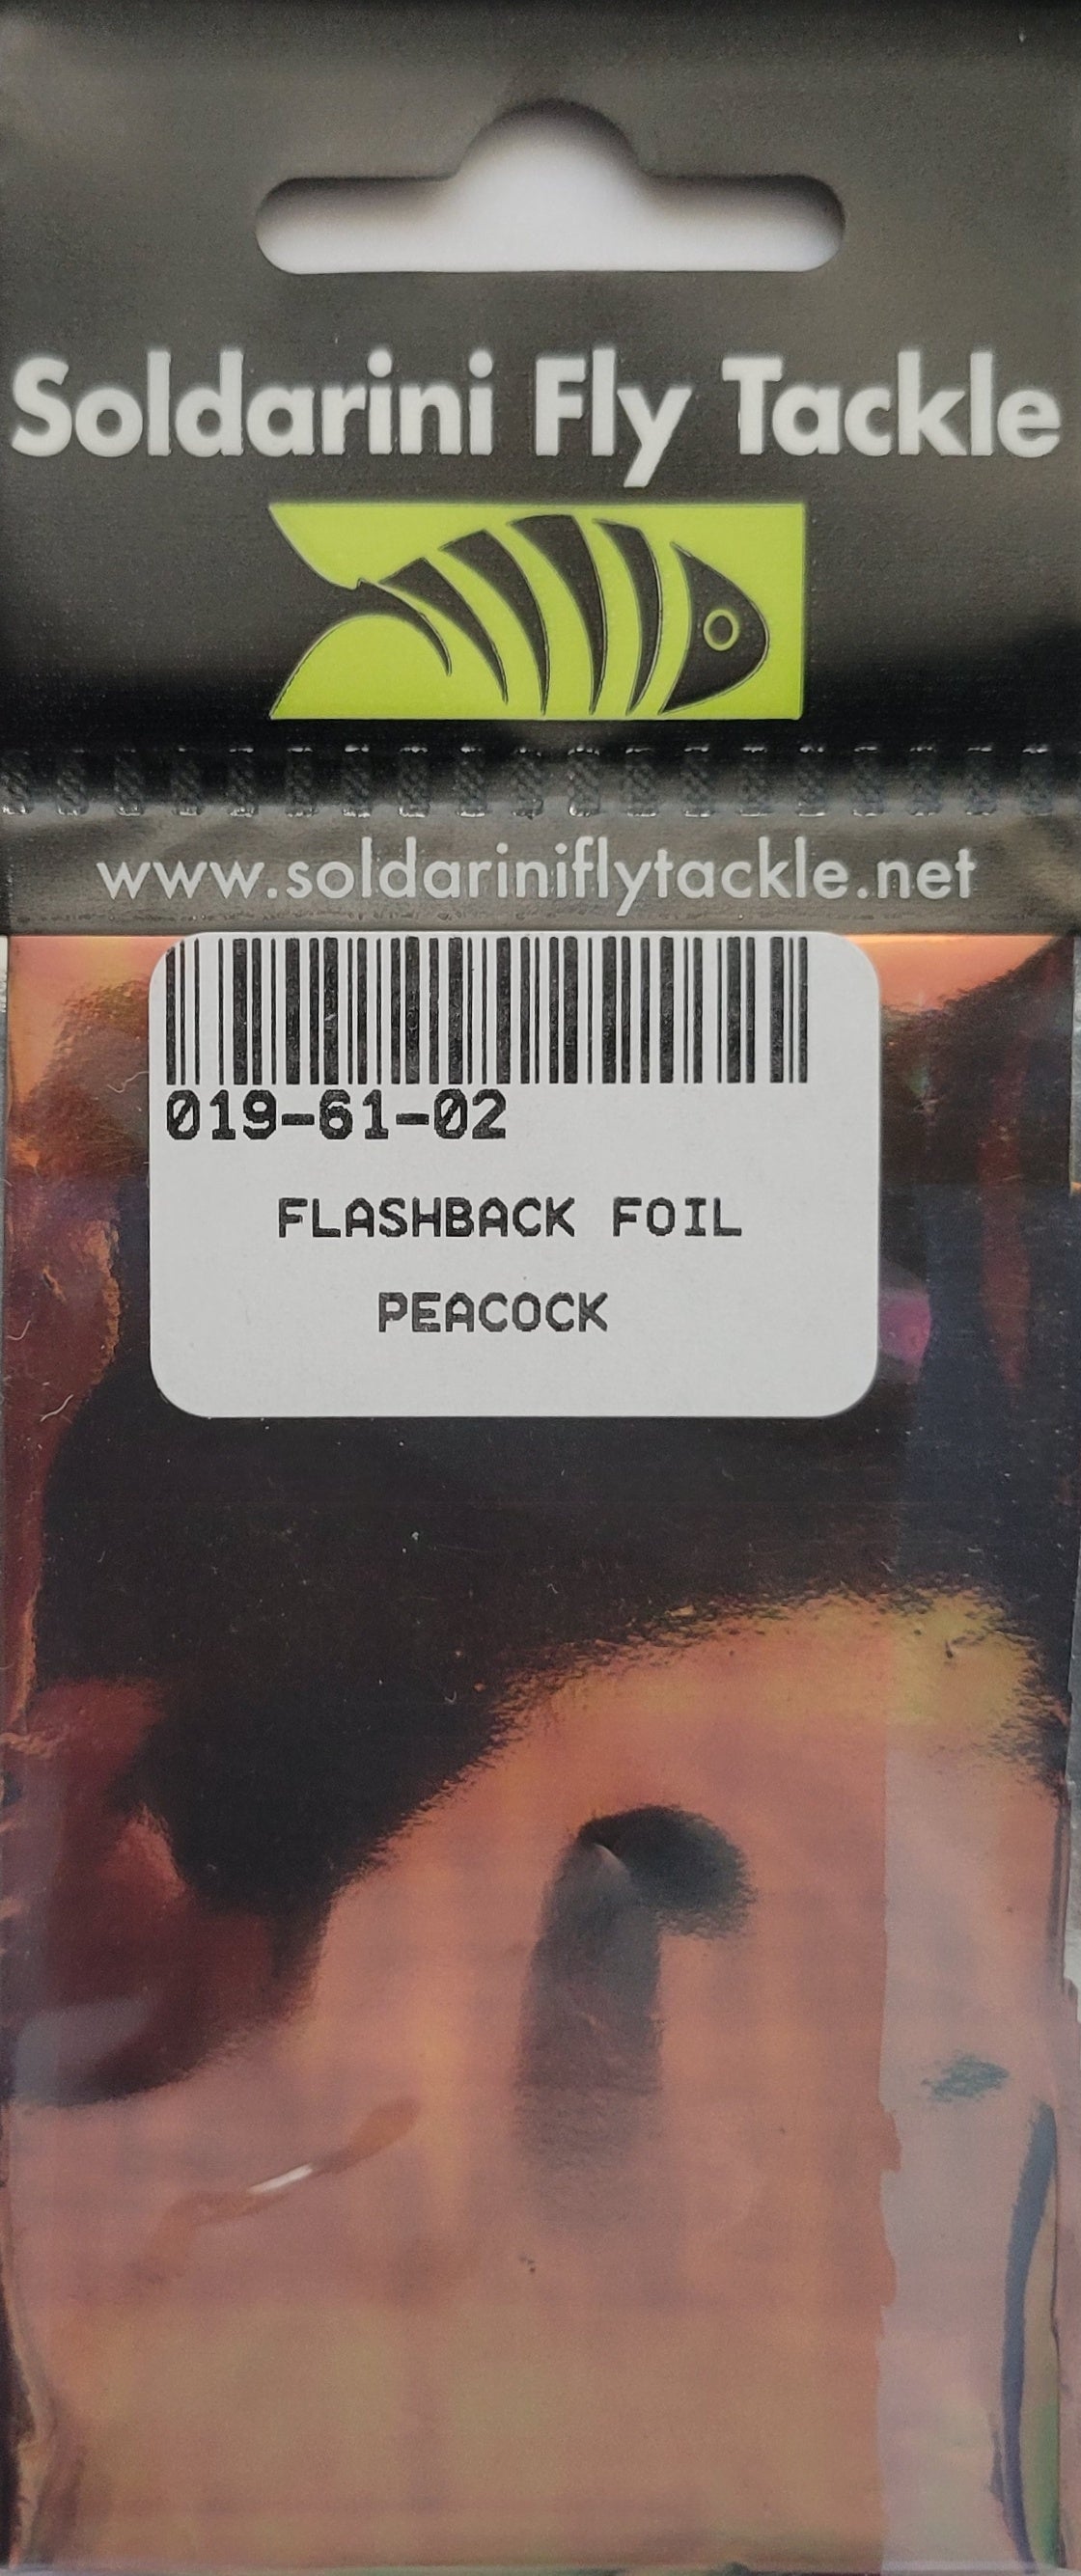 Soldarini Fly Tackle
www.soldariniflytackle.net
019-61-02
FLASHBACK FOIL
PEACOCK